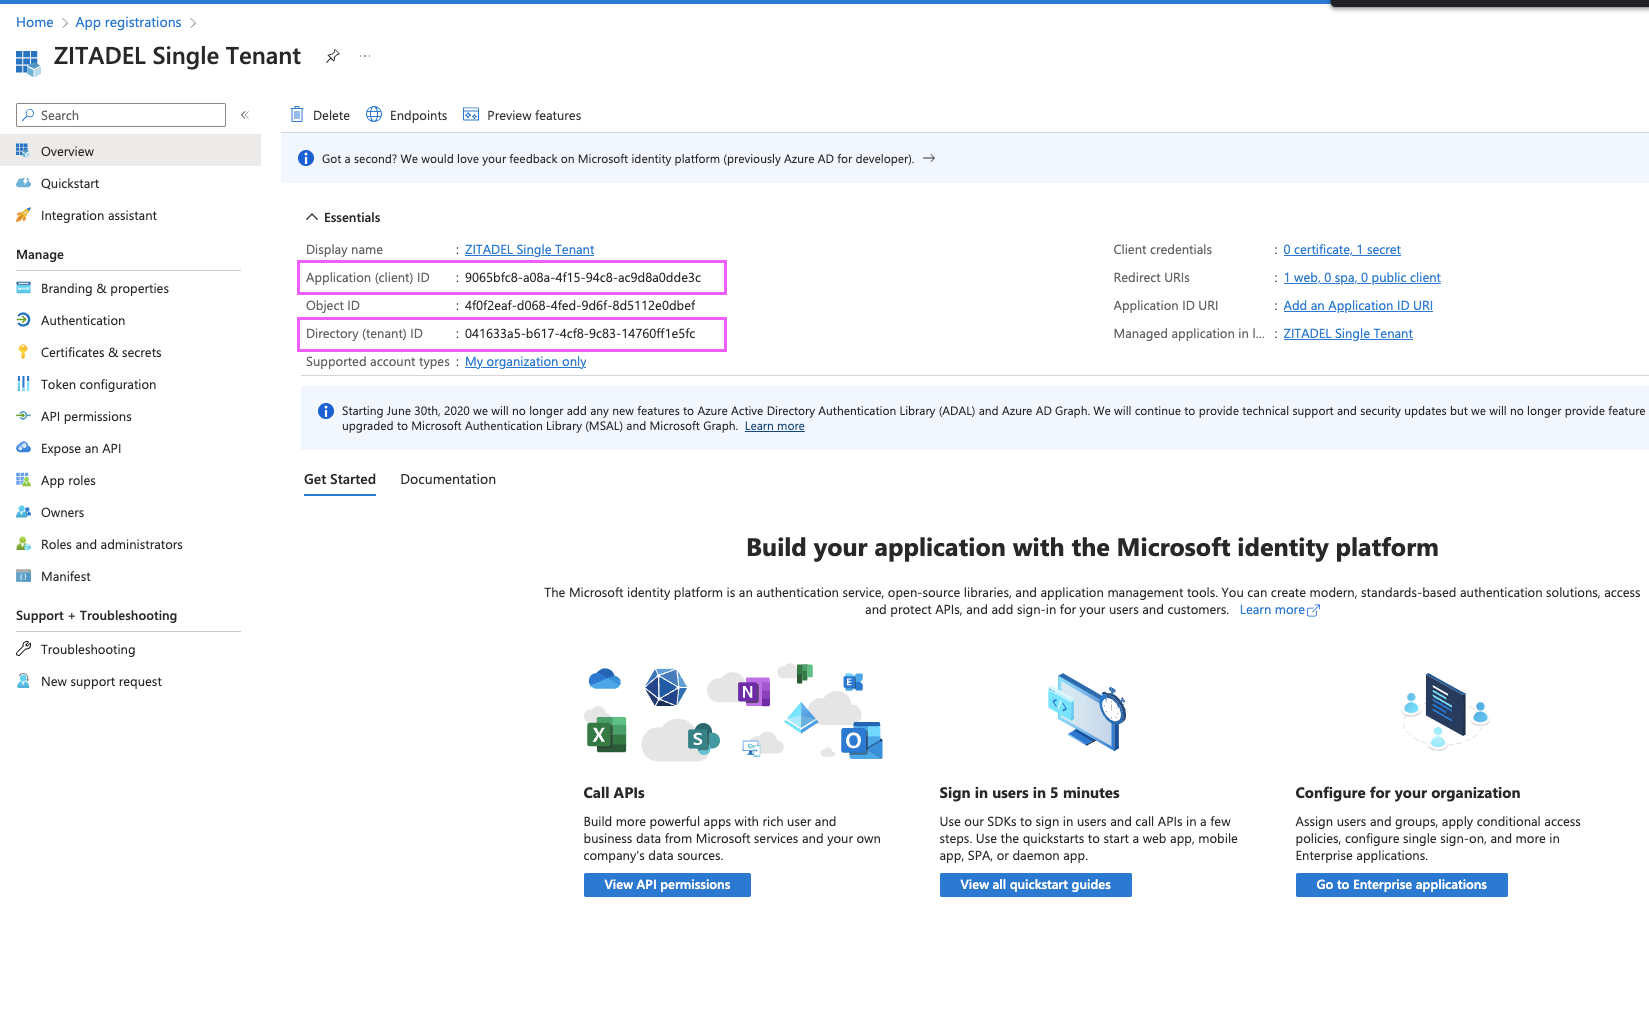 Home > App registrations >
ZITADEL Single Tenant
Search
Overview
Quickstart
Integration assistant
Manage
Branding & properties
Authentication
Certificates & secrets
Token configuration
API permissions
Expose an API
App roles
Owners
Roles and administrators
Manifest
Support + Troubleshooting
Troubleshooting
New support request
Delete Endpoints Preview features
Got a second? We would love your feedback on Microsoft identity platform (previously Azure AD for developer). →
Essentials
Display name : ZITADEL Single Tenant
Application (client) ID : 9065bfc8-a08a-4f15-94c8-ac9d8a0dde3c
Object ID : 4f0f2eaf-d068-4fed-9d6f-8d5112e0dbef
Directory (tenant) ID : 041633a5-b617-4cf8-9c83-14760ff1e5fc
Supported account types : My organization only
Client credentials : 0 certificate, 1 secret
Redirect URIs : 1 web, 0 spa, 0 public client
Application ID URI : Add an Application ID URI
Managed application in l... : ZITADEL Single Tenant
Starting June 30th, 2020 we will no longer add any new features to Azure Active Directory Authentication Library (ADAL) and Azure AD Graph. We will continue to provide technical support and security updates but we will no longer provide feature
upgraded to Microsoft Authentication Library (MSAL) and Microsoft Graph. Learn more
Get Started Documentation
Build your application with the Microsoft identity platform
The Microsoft identity platform is an authentication service, open-source libraries, and application management tools. You can create modern, standards-based authentication solutions, access
and protect APIs, and add sign-in for your users and customers. Learn more
N
E
X
S
O
Call APIs
Build more powerful apps with rich user and
business data from Microsoft services and your own
company's data sources.
View API permissions
Sign in users in 5 minutes
Use our SDKs to sign in users and call APIs in a few
steps. Use the quickstarts to start a web app, mobile
app, SPA, or daemon app.
View all quickstart guides
Configure for your organization
Assign users and groups, apply conditional access
policies, configure single sign-on, and more in
Enterprise applications.
Go to Enterprise applications